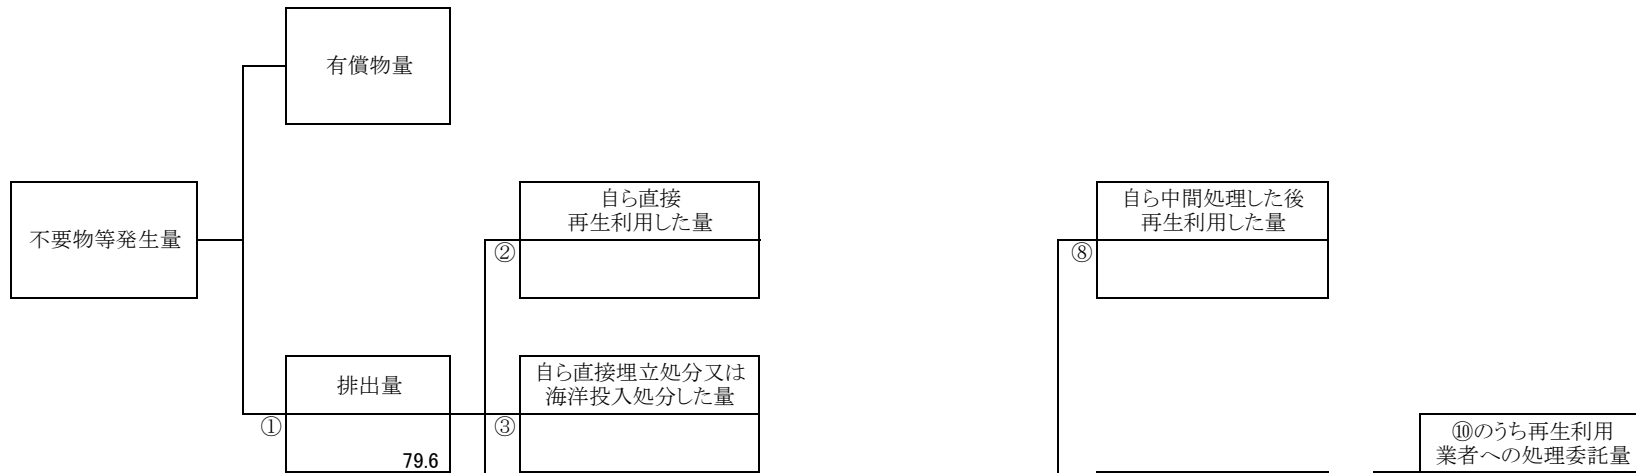 有償物量
不要物等発生量
自ら直接
再生利用した量
②
自ら中間処理した後
再生利用した量
⑧
排出量
①
79.6
自ら直接埋立処分又は
海洋投入処分した量
③
⑩のうち再生利用
業者への処理委託量